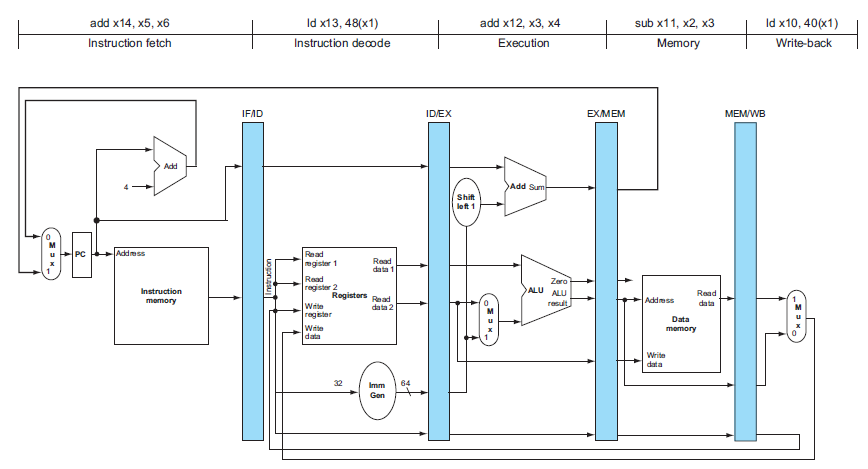 add x14, x5, x6
ld x13, 48(x1)
add x12, x3, x4
sub x11, x2, x3
ld x10, 40(x1)
Instruction fetch
Instruction decode
Execution
Memory
Write-back
IF/ID
ID/EX
EX/MEM
MEM/WB
Add
4
Shift
left 1
Add Sum
0
M
u
x
1
PC
Address
Instruction
memory
Instruction
Read
register 1
Read
register 2
Write
register
Write
data
Registers
Read
data 1
Read
data 2
0
M
u
x
1
ALU
Zero
ALU
result
Address
Read
data
Data
memory
Write
data
1
M
u
x
0
32
Imm
Gen
64